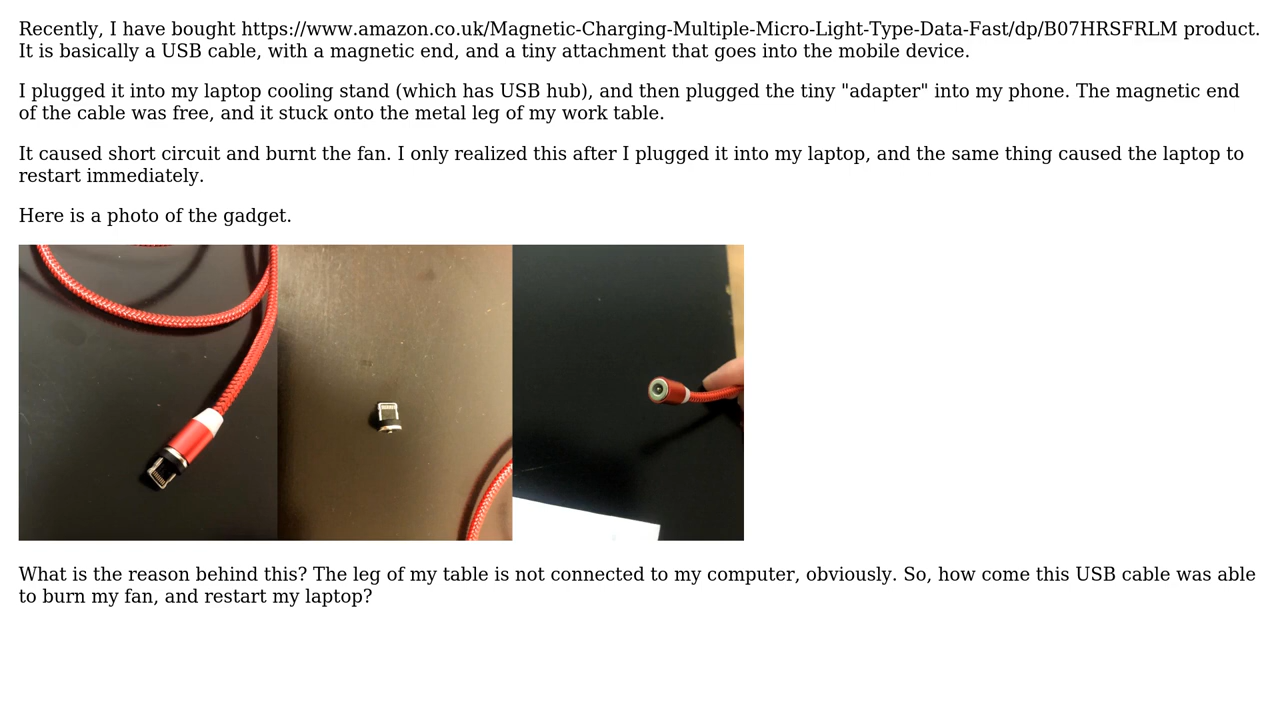 Recently, I have bought https://www.amazon.co.uk/Magnetic-Charging-Multiple-Micro-Light-Type-Data-Fast/dp/B07HRSFRLM product.
It is basically a USB cable, with a magnetic end, and a tiny attachment that goes into the mobile device.
I plugged it into my laptop cooling stand (which has USB hub), and then plugged the tiny "adapter" into my phone. The magnetic end
of the cable was free, and it stuck onto the metal leg of my work table.
It caused short circuit and burnt the fan. I only realized this after I plugged it into my laptop, and the same thing caused the laptop to
restart immediately.
Here is a photo of the gadget.
What is the reason behind this? The leg of my table is not connected to my computer, obviously. So, how come this USB cable was able
to burn my fan, and restart my laptop?